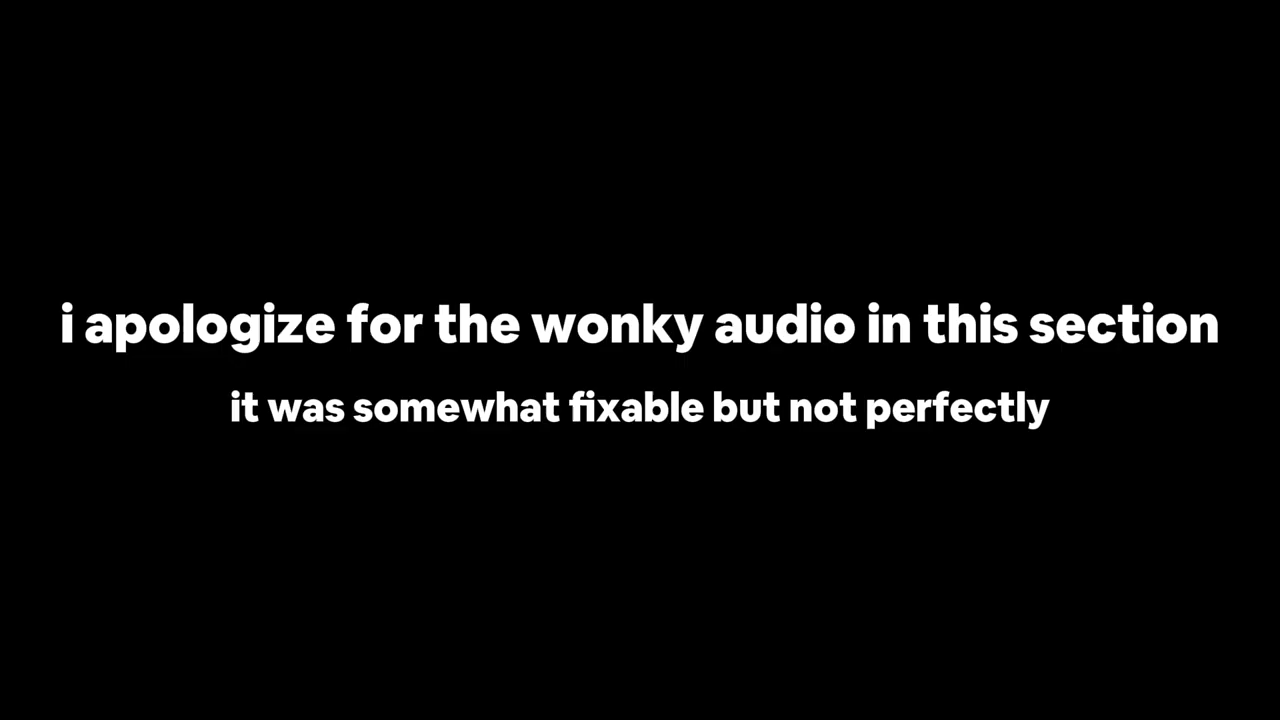 i apologize for the wonky audio in this section
it was somewhat fixable but not perfectly